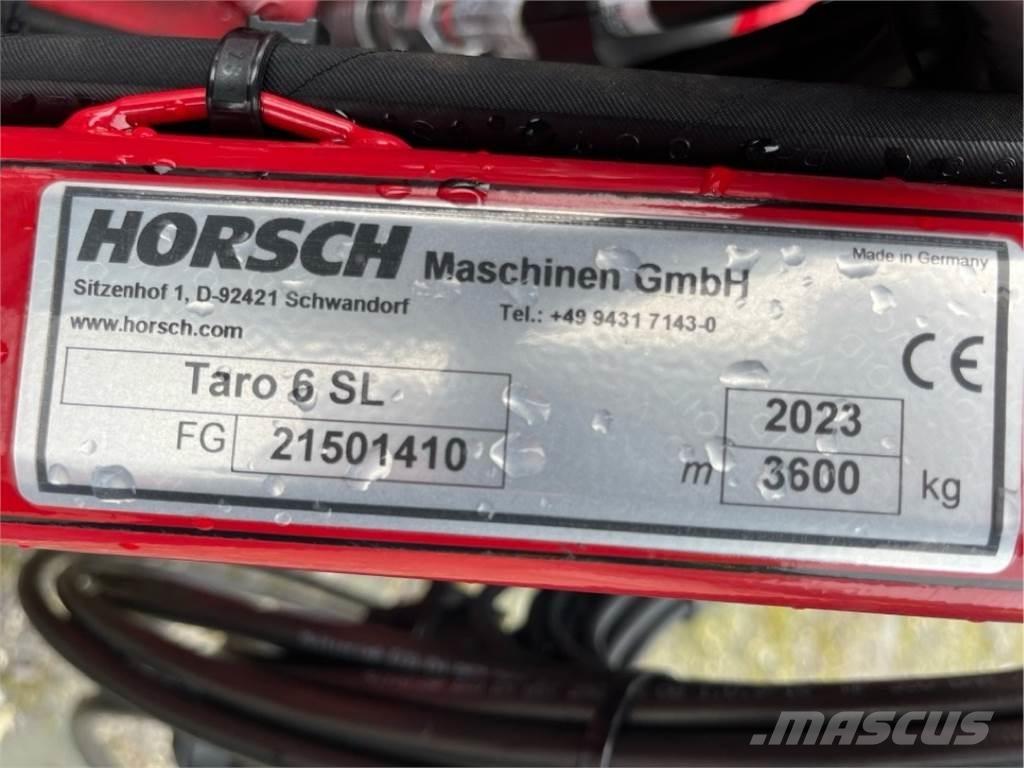 HORSCH Maschinen GmbH
Made in Germany
Sitzenhof 1, D-92421 Schwandorf
Tel.: +49 9431 7143-0
www.horsch.com
CE
Taro 6 SL
2023
FG 21501410
m 3600 kg
MASCUS